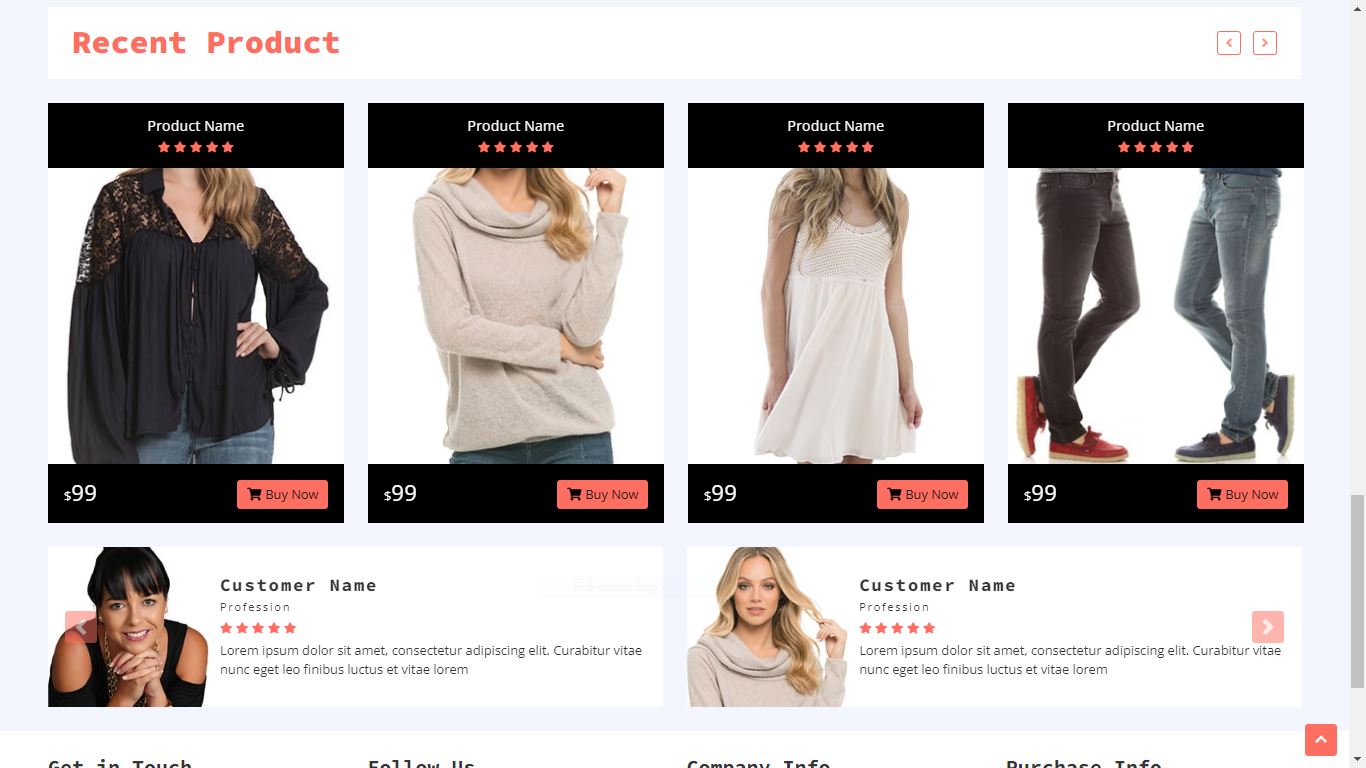 Recent Product
Product Name
Product Name
Product Name
Product Name
$99
Buy Now
$99
Buy Now
$99
Buy Now
$99
Buy Now
Customer Name
Profession
Lorem ipsum dolor sit amet, consectetur adipiscing elit. Curabitur vitae
nunc eget leo finibus luctus et vitae lorem
Full-screen Snip
Customer Name
Profession
Lorem ipsum dolor sit amet, consectetur adipiscing elit. Curabitur vitae
nunc eget leo finibus luctus et vitae lorem
Get in Touch
Follow Us
Company Info
Purchase Info